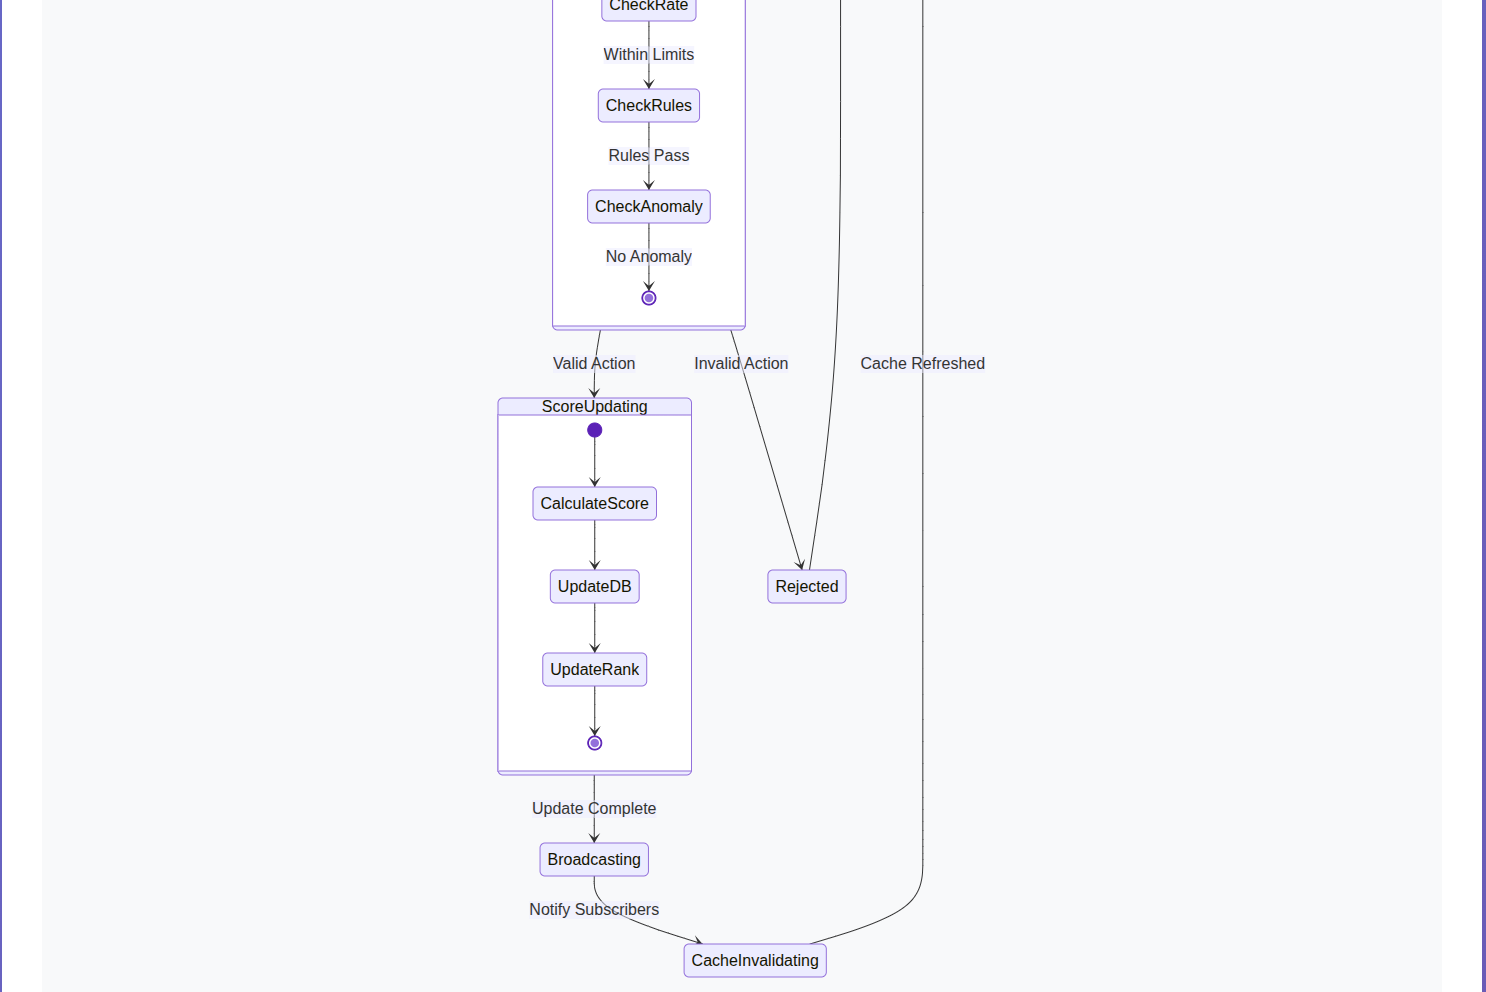 CheckRate
Within Limits
CheckRules
Rules Pass
CheckAnomaly
No Anomaly
Valid Action
Invalid Action
Cache Refreshed
ScoreUpdating
CalculateScore
UpdateDB
Rejected
UpdateRank
Update Complete
Broadcasting
Notify Subscribers
CacheInvalidating